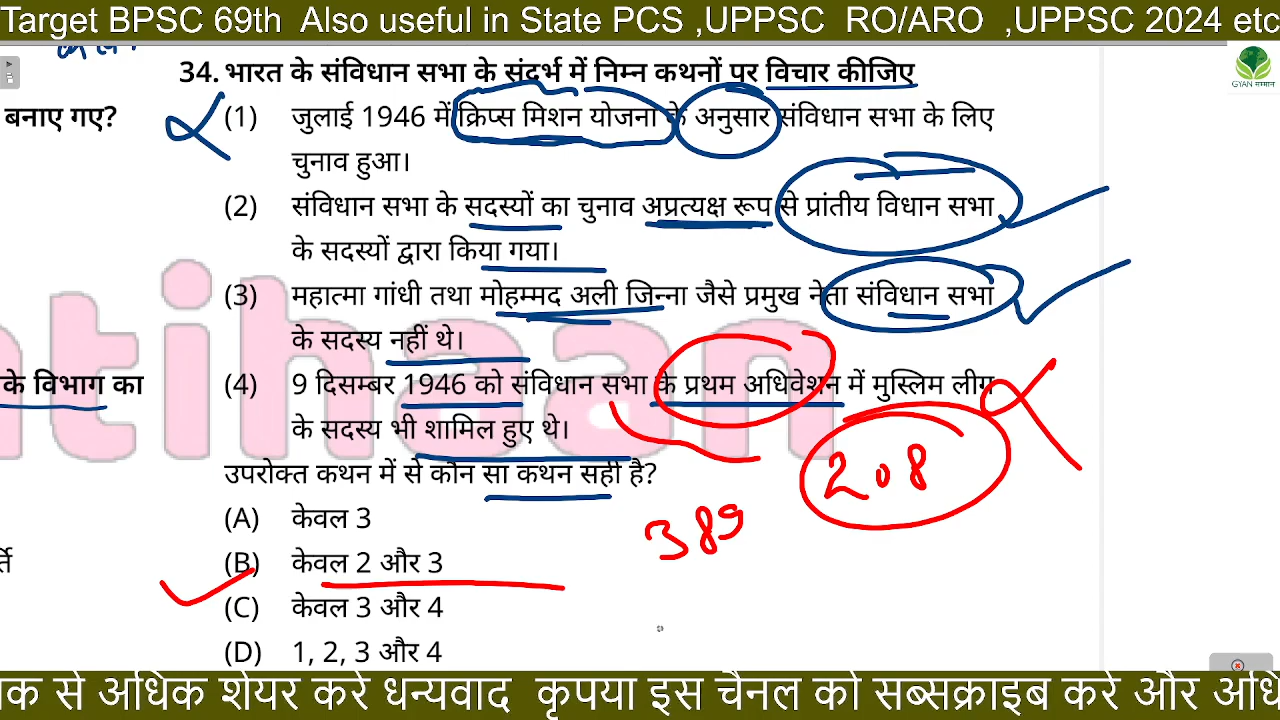 Target BPSC 69th Also useful in State PCS ,UPPSC RO/ARO ,UPPSC 2024 etc
34. भारत के संविधान सभा के संदर्भ में निम्न कथनों पर विचार कीजिए
GYAN सम्मान
बनाए गए?
(1) जुलाई 1946 में क्रिप्स मिशन योजना के अनुसार संविधान सभा के लिए
चुनाव हुआ।
(2) संविधान सभा के सदस्यों का चुनाव अप्रत्यक्ष रूप से प्रांतीय विधान सभा
के सदस्यों द्वारा किया गया।
(3) महात्मा गांधी तथा मोहम्मद अली जिन्ना जैसे प्रमुख नेता संविधान सभा
के सदस्य नहीं थे।
के विभाग का
(4) 9 दिसम्बर 1946 को संविधान सभा के प्रथम अधिवेशन में मुस्लिम लीग
के सदस्य भी शामिल हुए थे।
208
उपरोक्त कथन में से कौन सा कथन सही है?
(A) केवल 3
389
(B) केवल 2 और 3
(C) केवल 3 और 4
(D) 1, 2, 3 और 4
क से अधिक शेयर करे धन्यवाद कृपया इस चैनल को सब्सक्राइब करे और अधि